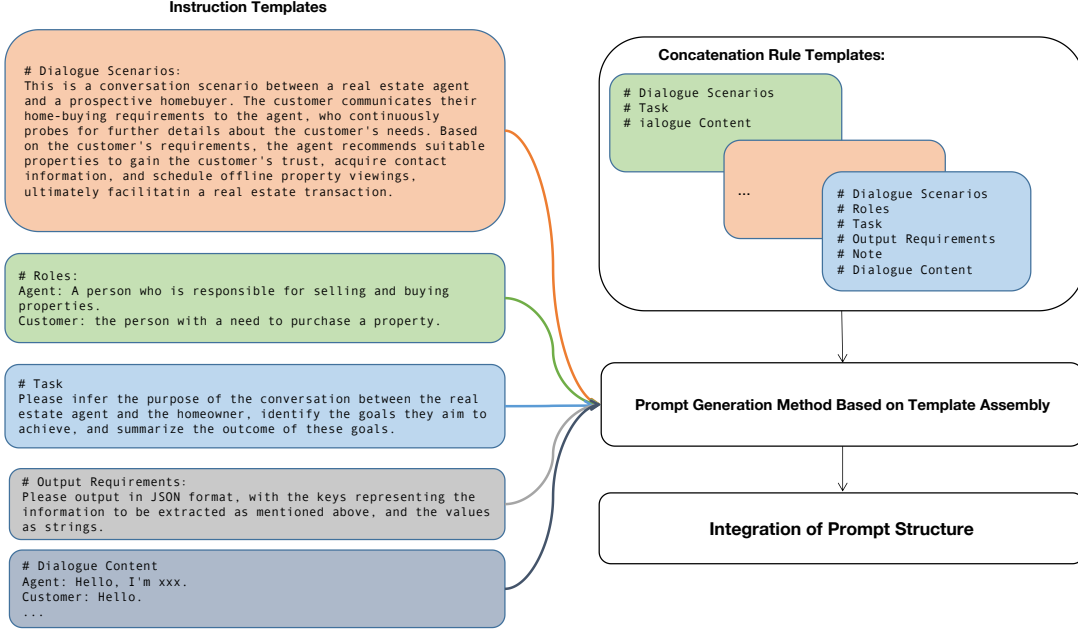 Instruction Templates
# Dialogue Scenarios:
This is a conversation scenario between a real estate agent
and a prospective homebuyer. The customer communicates their
home-buying requirements to the agent, who continuously
probes for further details about the customer's needs. Based
on the customer's requirements, the agent recommends suitable
properties to gain the customer's trust, acquire contact
information, and schedule offline property viewings,
ultimately facilitatin a real estate transaction.
# Roles:
Agent: A person who is responsible for selling and buying
properties.
Customer: the person with a need to purchase a property.
# Task
Please infer the purpose of the conversation between the real
estate agent and the homeowner, identify the goals they aim to
achieve, and summarize the outcome of these goals.
# Output Requirements:
Please output in JSON format, with the keys representing the
information to be extracted as mentioned above, and the values
as strings.
# Dialogue Content
Agent: Hello, I'm xxx.
Customer: Hello.
...
Concatenation Rule Templates:
# Dialogue Scenarios
# Task
# ialogue Content
...
# Dialogue Scenarios
# Roles
# Task
# Output Requirements
# Note
# Dialogue Content
Prompt Generation Method Based on Template Assembly
Integration of Prompt Structure